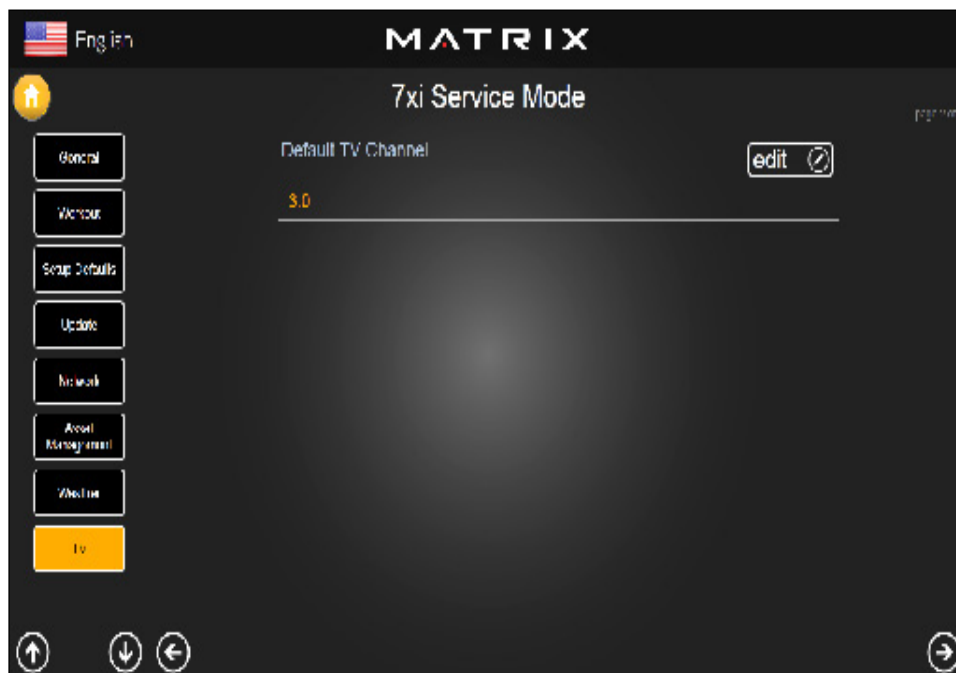 English
MATRIX
7xi Service Mode
General
Workout
Setup Defaults
Update
Network
Asset
Management
Weather
TV
Default TV Channel
edit
3.0